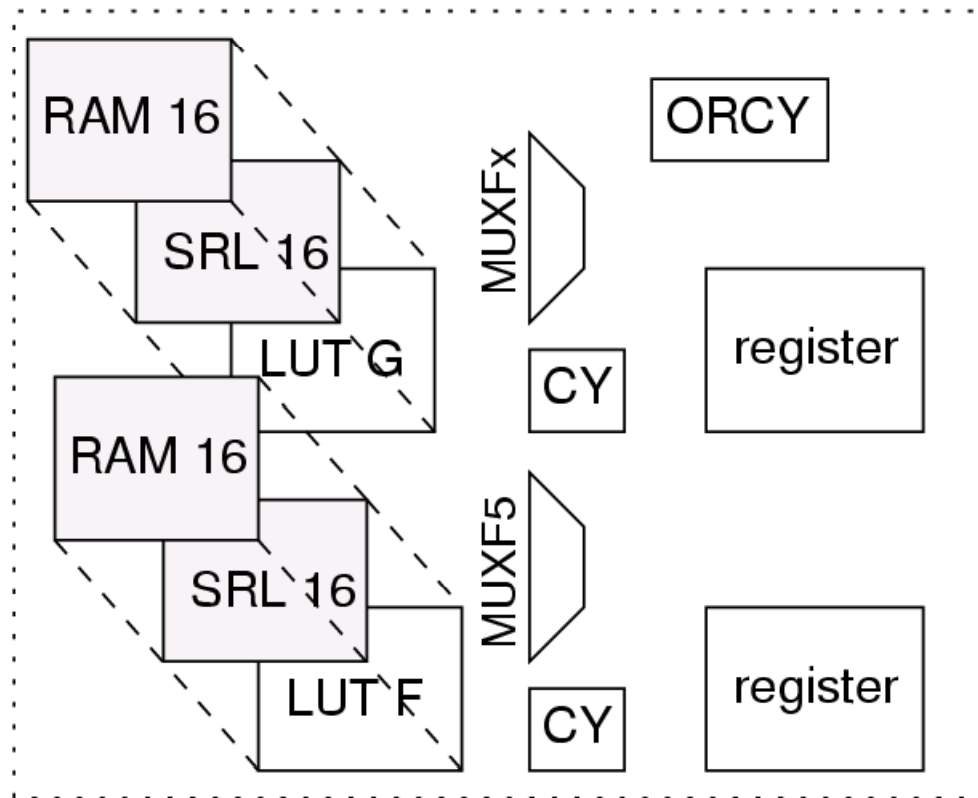 RAM 16
ORCY
MUXFx
SRL 16
LUT G
register
CY
RAM 16
MUXF5
SRL 16
LUT F
register
CY